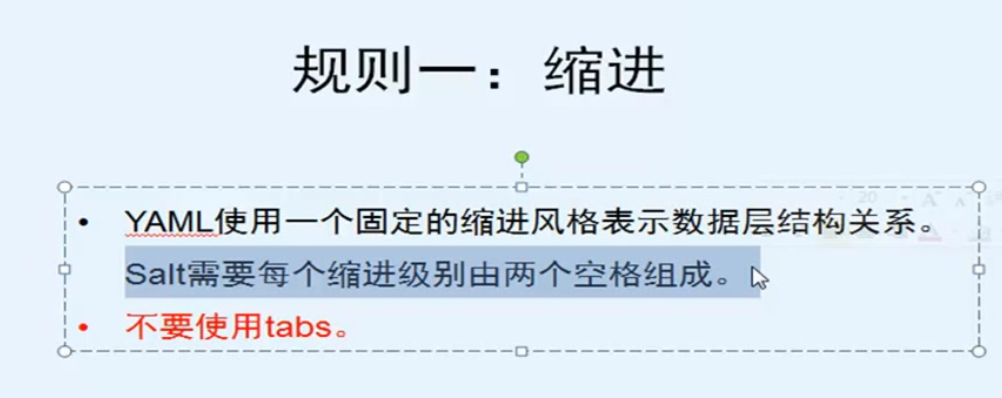 规则一：缩进
• YAML使用一个固定的缩进风格表示数据层结构关系。
Salt需要每个缩进级别由两个空格组成。
• 不要使用tabs。
20